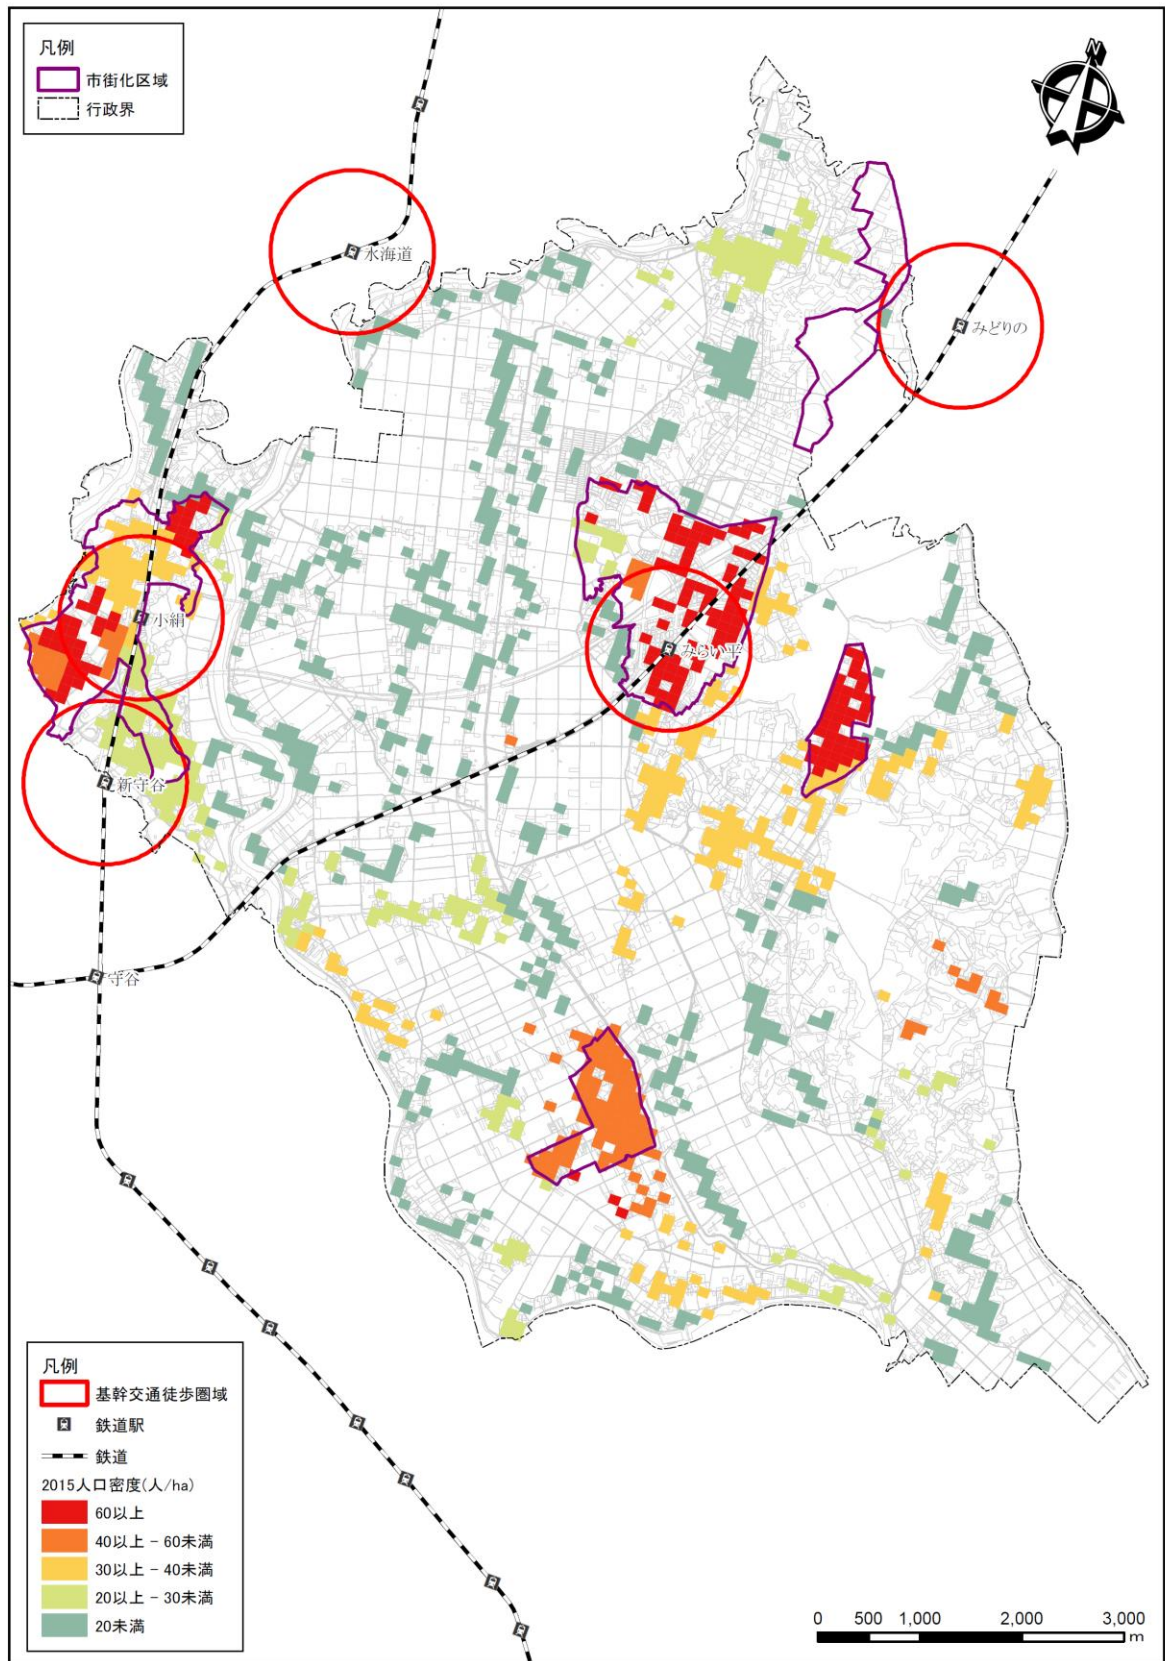 凡例
市街化区域
行政界
N
水海道
みどりの
小絹
みらい平
新守谷
守谷
凡例
基幹交通徒歩圏域
鉄道駅
鉄道
2015人口密度(人/ha)
60以上
40以上 − 60未満
30以上 − 40未満
20以上 − 30未満
20未満
0 500 1,000 2,000 3,000
m